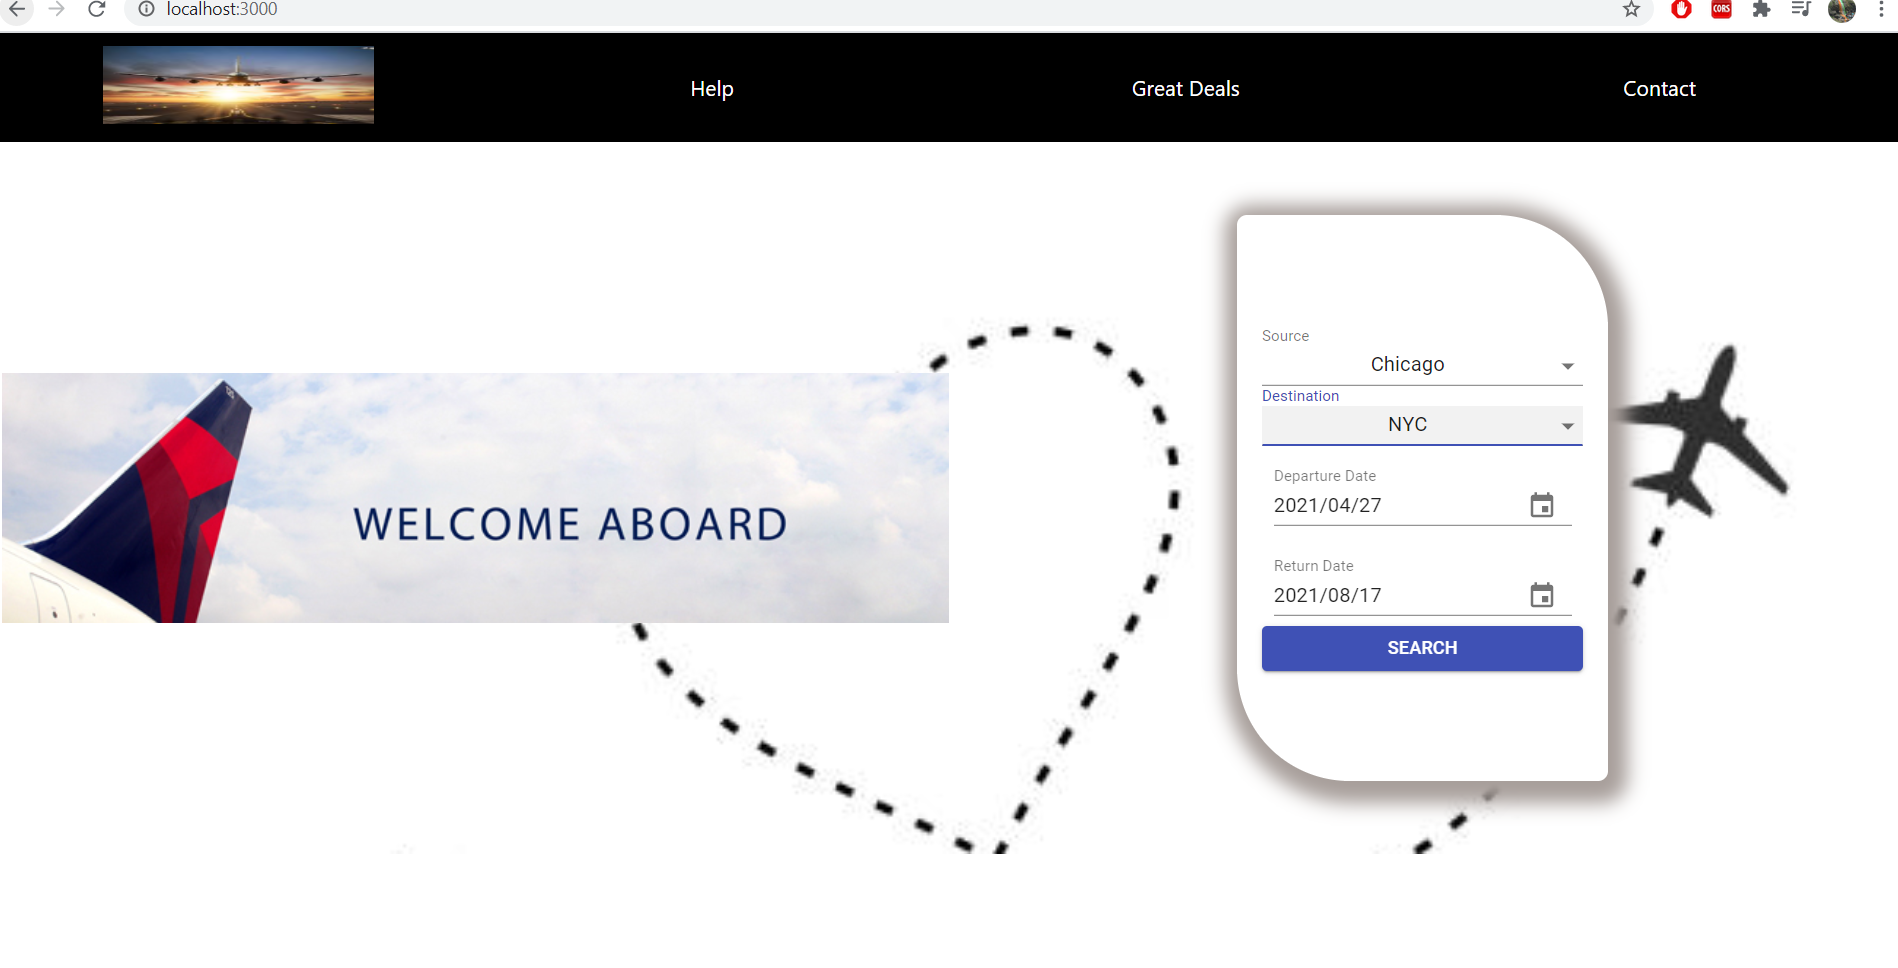 localhost:3000
CORS
Help
Great Deals
Contact
Source
Chicago
Destination
NYC
Departure Date
2021/04/27
WELCOME ABOARD
Return Date
2021/08/17
SEARCH